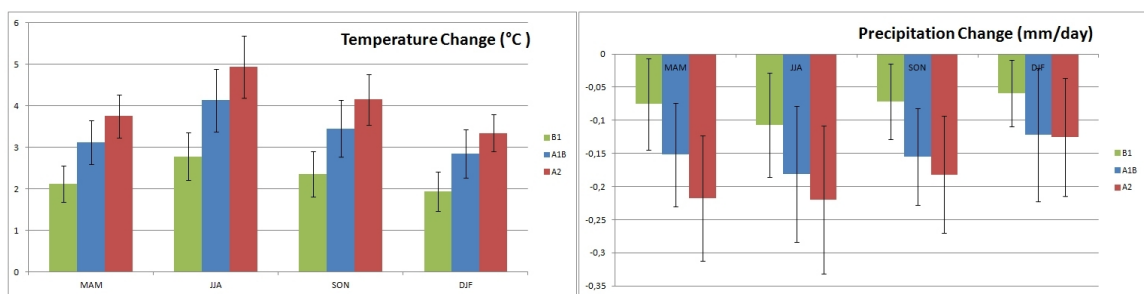 Temperature Change (°C )
6
5
4
3
2
1
0
MAM
JJA
SON
DJF
B1
A1B
A2
Precipitation Change (mm/day)
0
-0,05
-0,1
-0,15
-0,2
-0,25
-0,3
-0,35
MAM
JJA
SON
DJF
B1
A1B
A2